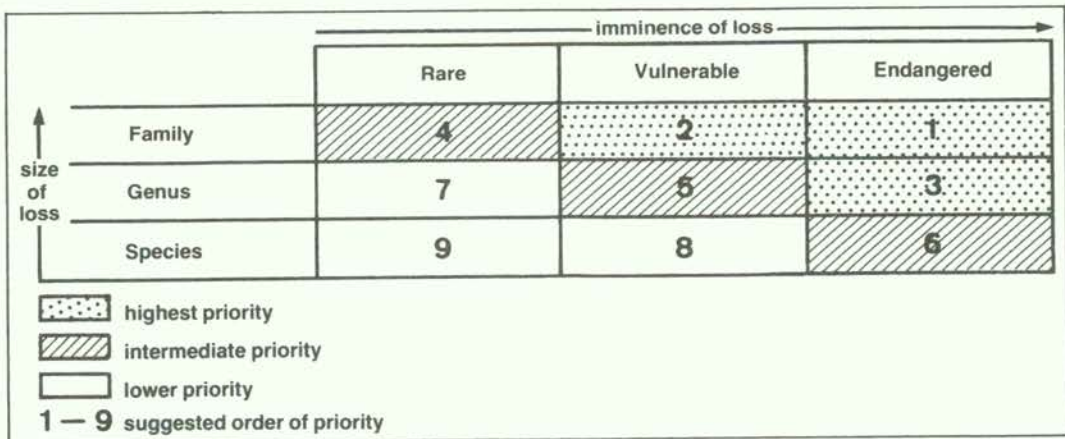 imminence of loss
Rare Vulnerable Endangered
Family 4 2 1
size
of
loss
Genus 7 5 3
Species 9 8 6
highest priority
intermediate priority
lower priority
1 — 9 suggested order of priority